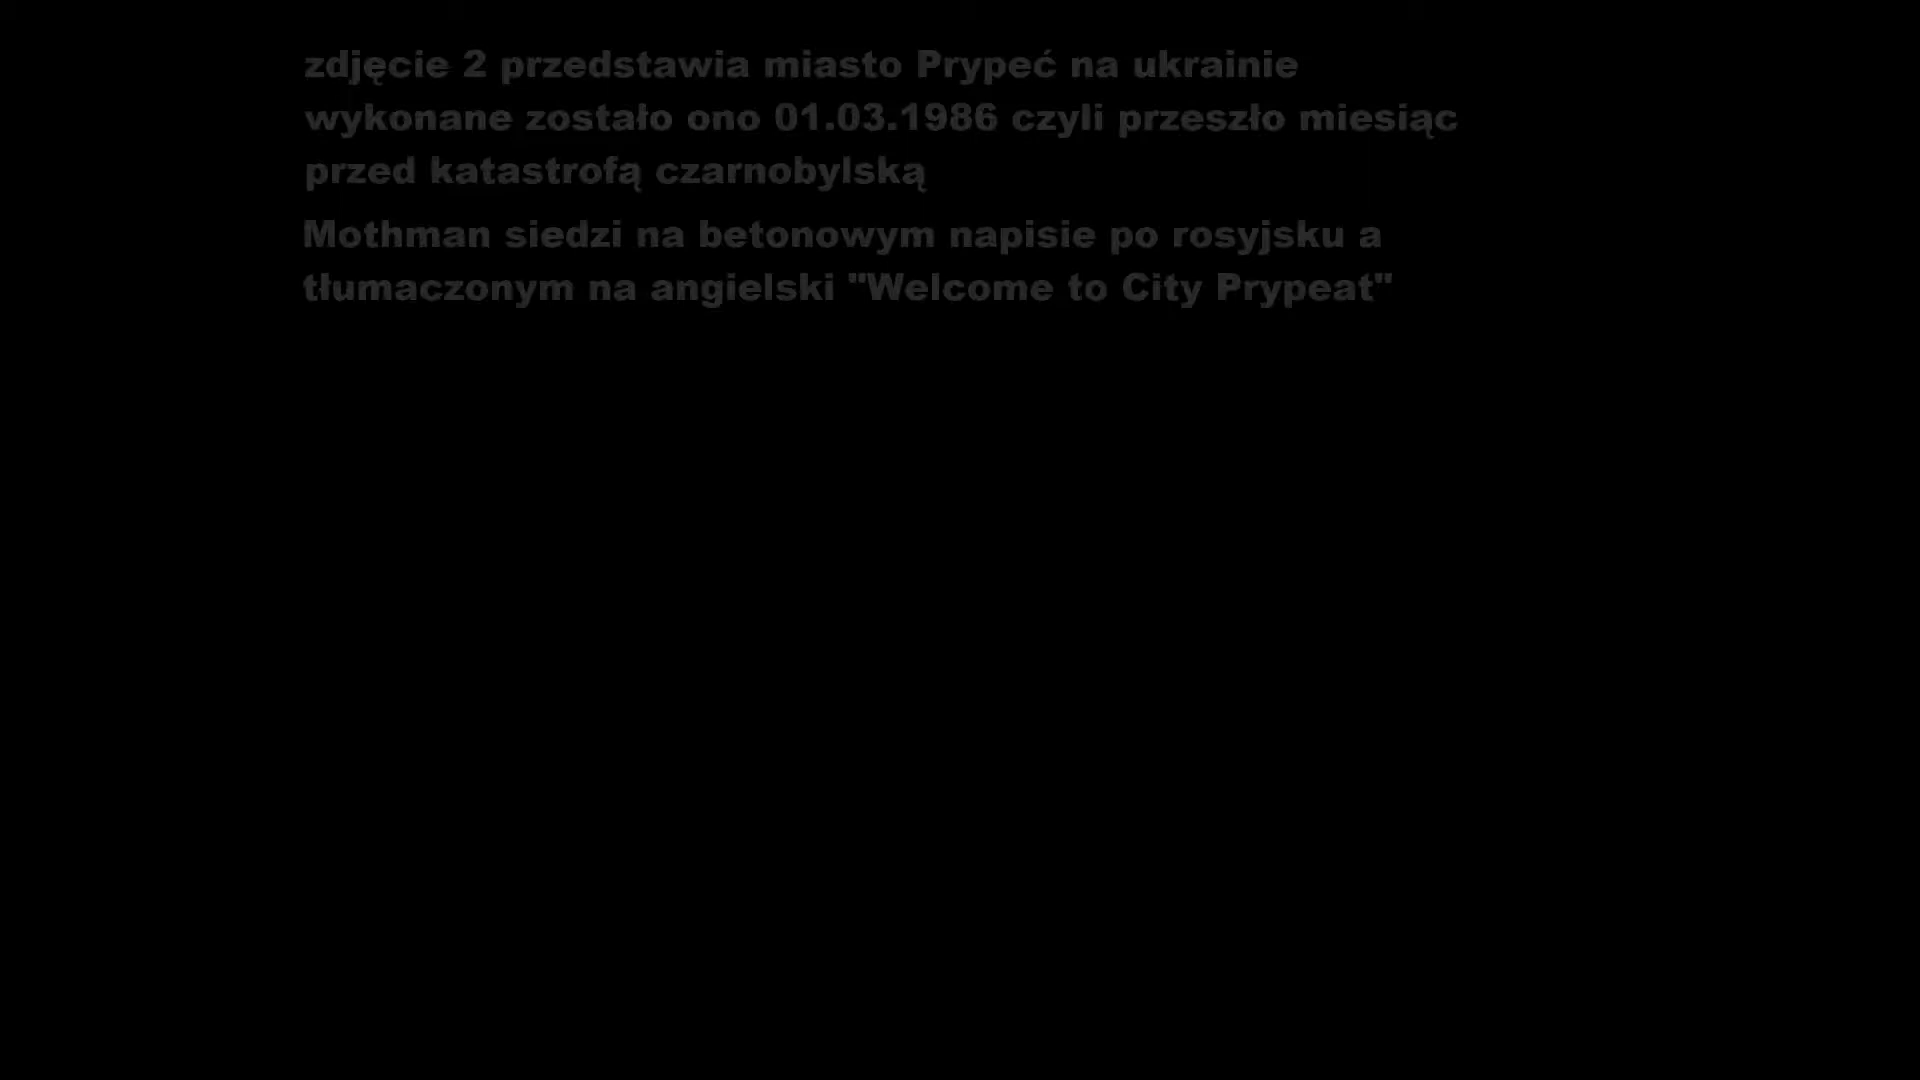 zdjęcie 2 przedstawia miasto Prypeć na ukrainie
wykonane zostało ono 01.03.1986 czyli przeszło miesiąc
przed katastrofą czarnobylską
Mothman siedzi na betonowym napisie po rosyjsku a
tłumaczonym na angielski "Welcome to City Prypeat"